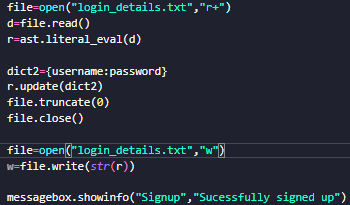 file=open("login_details.txt","r+")
d=file.read()
r=ast.literal_eval(d)
dict2={username:password}
r.update(dict2)
file.truncate(0)
file.close()
file=open("login_details.txt","w")
w=file.write(str(r))
messagebox.showinfo("Signup","Sucessfully signed up")